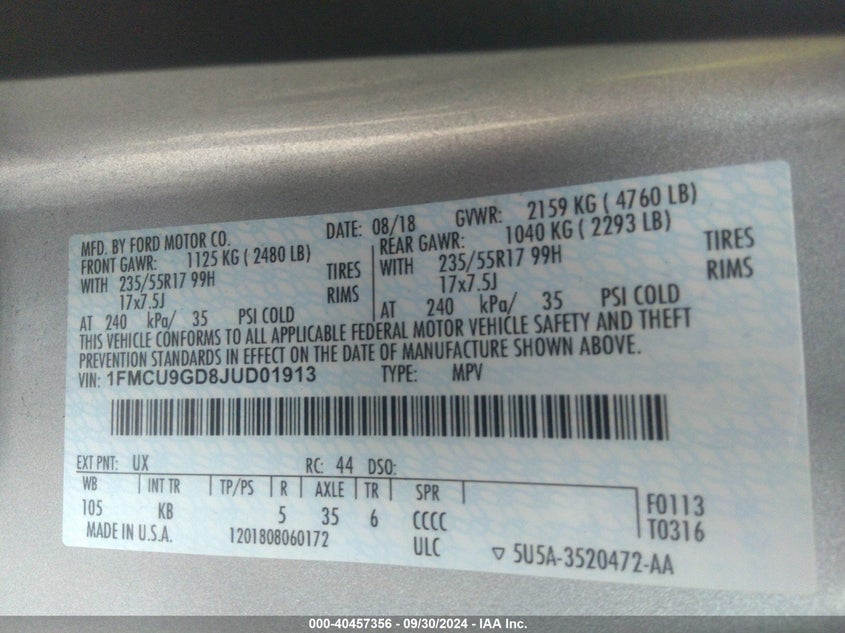 MFD. BY FORD MOTOR CO.
DATE: 08/18 GVWR: 2159 KG ( 4760 LB)
FRONT GAWR: 1125 KG ( 2480 LB)
WITH 235/55R17 99H TIRES
17x7.5J RIMS
AT 240 kPa/ 35 PSI COLD
REAR GAWR: 1040 KG ( 2293 LB)
WITH 235/55R17 99H TIRES
17x7.5J RIMS
AT 240 kPa/ 35 PSI COLD
THIS VEHICLE CONFORMS TO ALL APPLICABLE FEDERAL MOTOR VEHICLE SAFETY AND THEFT
PREVENTION STANDARDS IN EFFECT ON THE DATE OF MANUFACTURE SHOWN ABOVE.
VIN: 1FMCU9GD8JUD01913 TYPE: MPV
EXT PNT: UX RC: 44 DSO:
WB INT TR TP/PS R AXLE TR SPR
105 KB 5 35 6 CCCC
F0113
T0316
MADE IN U.S.A. 1201808060172 ULC
▽ 5U5A-3520472-AA
000-40457356 - 09/30/2024 - IAA Inc.